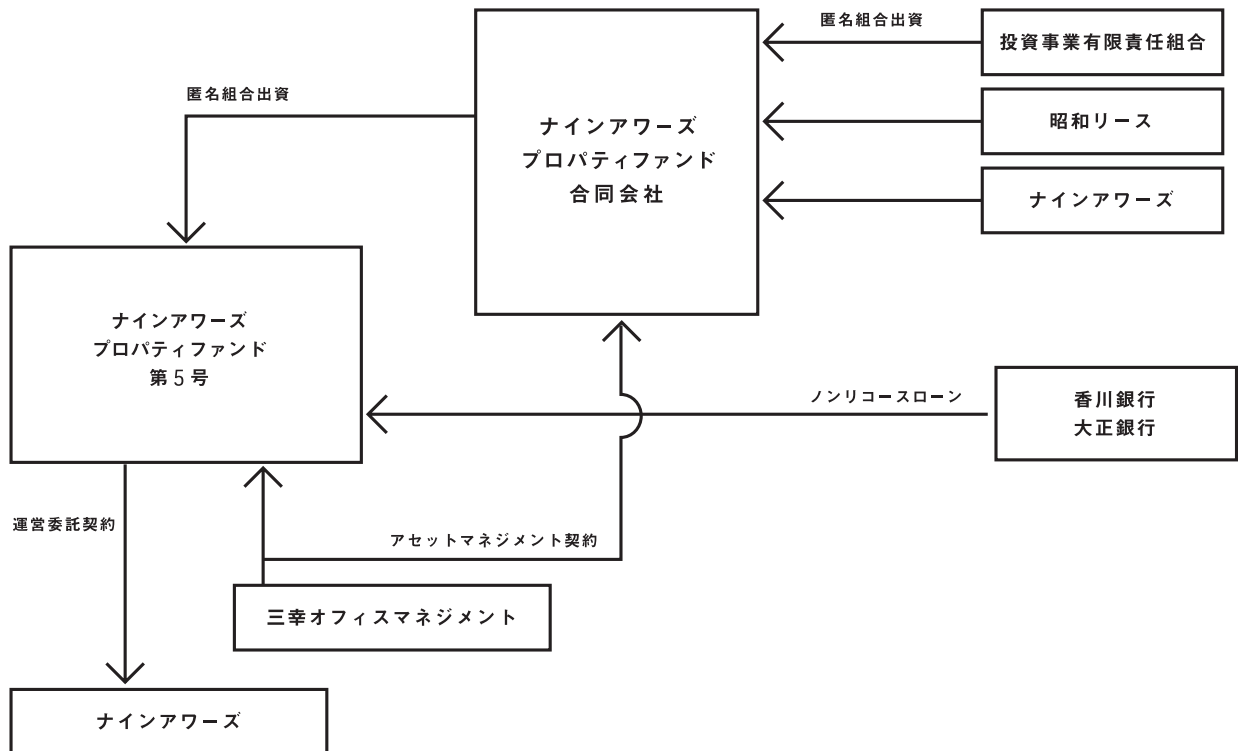 匿名組合出資
投資事業有限責任組合
匿名組合出資
ナインアワーズ
プロパティファンド
合同会社
昭和リース
ナインアワーズ
ナインアワーズ
プロパティファンド
第5号
ノンリコースローン
香川銀行
大正銀行
運営委託契約
アセットマネジメント契約
三幸オフィスマネジメント
ナインアワーズ